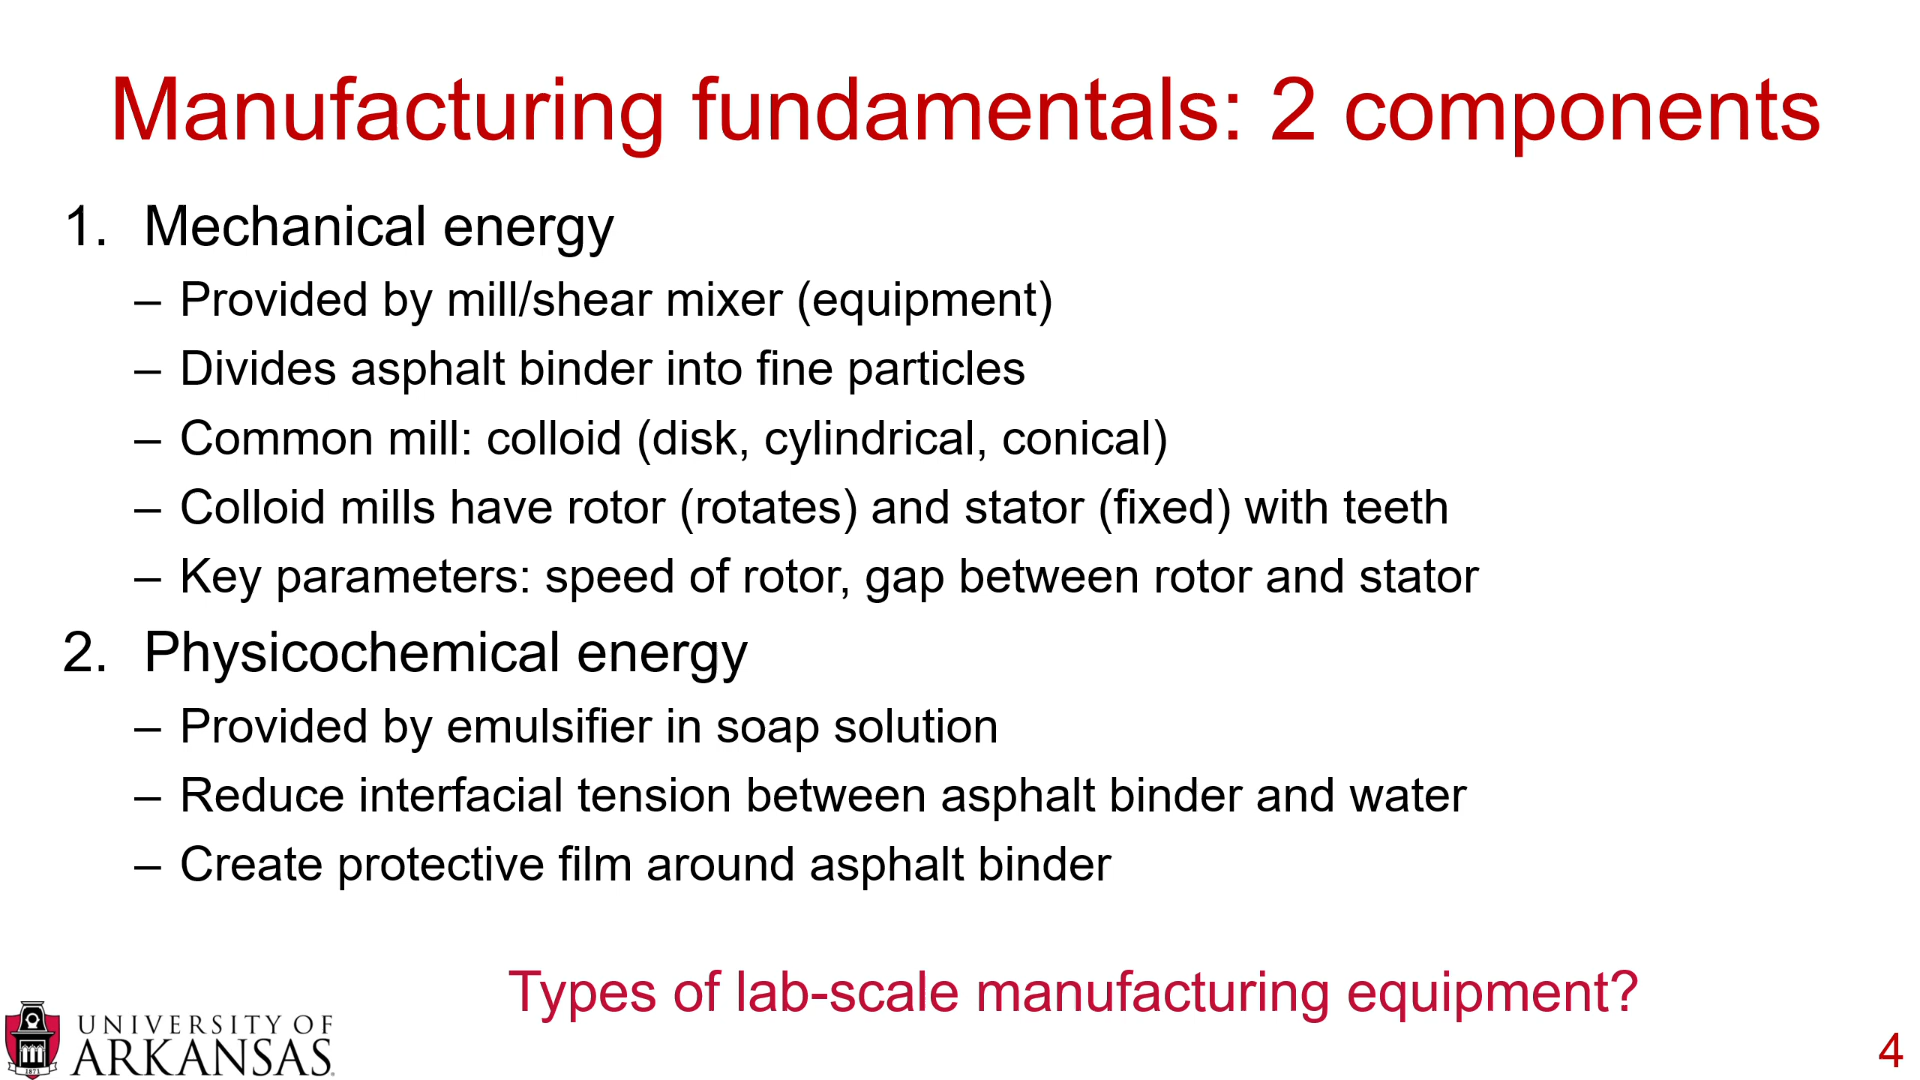 Manufacturing fundamentals: 2 components
1. Mechanical energy
– Provided by mill/shear mixer (equipment)
– Divides asphalt binder into fine particles
– Common mill: colloid (disk, cylindrical, conical)
– Colloid mills have rotor (rotates) and stator (fixed) with teeth
– Key parameters: speed of rotor, gap between rotor and stator
2. Physicochemical energy
– Provided by emulsifier in soap solution
– Reduce interfacial tension between asphalt binder and water
– Create protective film around asphalt binder
Types of lab-scale manufacturing equipment?
UNIVERSITY OF
ARKANSAS
1871
4